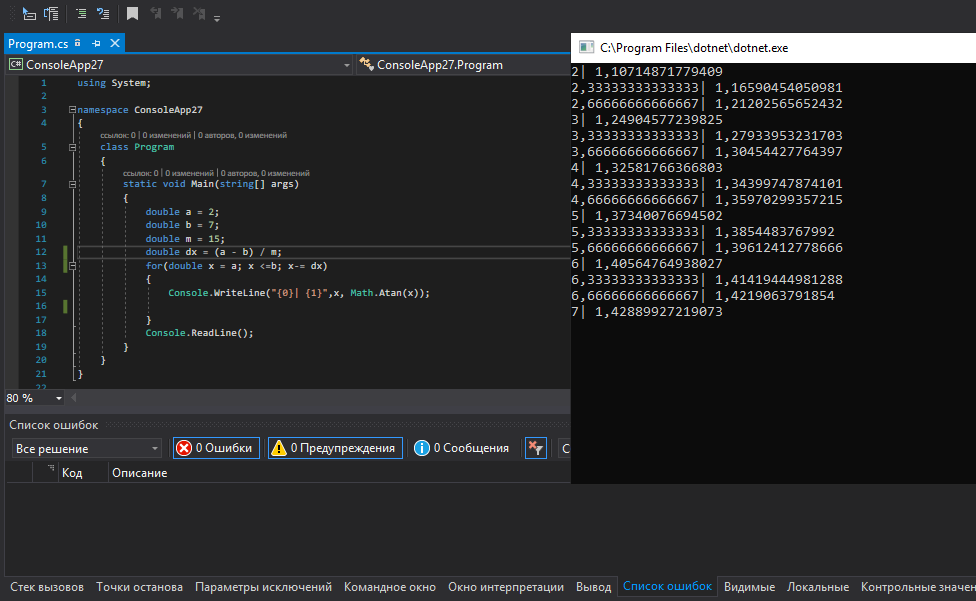 Program.cs
C:\Program Files\dotnet\dotnet.exe
C# ConsoleApp27
ConsoleApp27.Program
1 using System;
2
3 namespace ConsoleApp27
4 {
ссылок: 0 | 0 изменений | 0 авторов, 0 изменений
5 class Program
6 {
ссылок: 0 | 0 изменений | 0 авторов, 0 изменений
7 static void Main(string[] args)
8 {
9 double a = 2;
10 double b = 7;
11 double m = 15;
12 double dx = (a - b) / m;
13 for(double x = a; x <=b; x-= dx)
14 {
15 Console.WriteLine("{0}| {1}",x, Math.Atan(x));
16
17 }
18 Console.ReadLine();
19 }
20 }
21 }
22
2| 1,10714871779409
2,33333333333333| 1,16590454050981
2,66666666666667| 1,21202565652432
3| 1,24904577239825
3,33333333333333| 1,27933953231703
3,66666666666667| 1,30454427764397
4| 1,32581766366803
4,33333333333333| 1,34399747874101
4,66666666666667| 1,35970299357215
5| 1,37340076694502
5,33333333333333| 1,3854483767992
5,66666666666667| 1,39612412778666
6| 1,40564764938027
6,33333333333333| 1,41419444981288
6,66666666666667| 1,4219063791854
7| 1,42889927219073
80 %
Список ошибок
Все решение
0 Ошибки
0 Предупреждения
0 Сообщения
Код
Описание
Стек вызовов Точки останова Параметры исключений Командное окно Окно интерпретации Вывод Список ошибок Видимые Локальные Контрольные значен